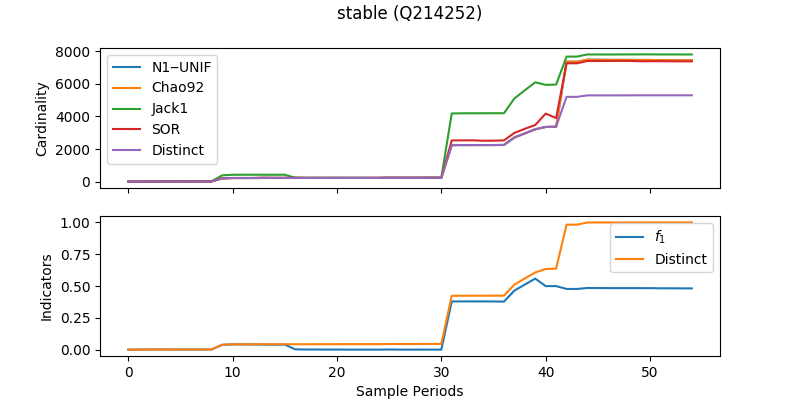 stable (Q214252)
Cardinality
8000
6000
4000
2000
0
N1−UNIF
Chao92
Jack1
SOR
Distinct
Indicators
1.00
0.75
0.50
0.25
0.00
f₁
Distinct
0 10 20 30 40 50
Sample Periods